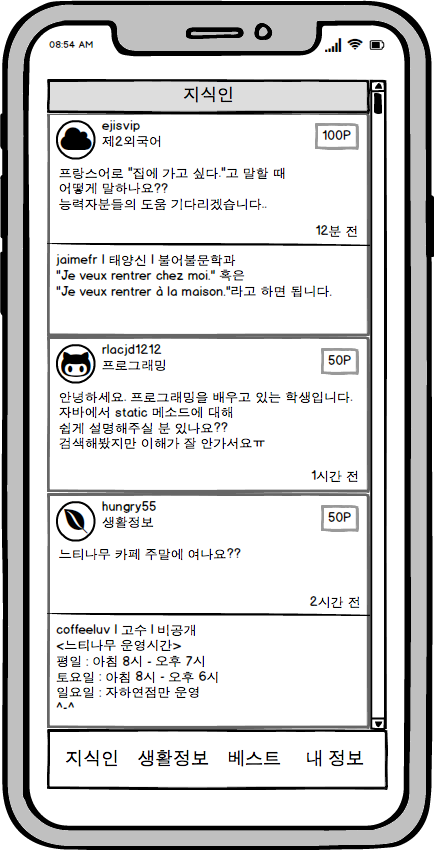 08:54 AM
지식인
ejisvip
제2외국어
100P
프랑스어로 "집에 가고 싶다."고 말할 때
어떻게 말하나요??
능력자분들의 도움 기다리겠습니다..
12분 전
jaimefr | 태양신 | 불어불문학과
"Je veux rentrer chez moi." 혹은
"Je veux rentrer à la maison."라고 하면 됩니다.
rlacjd1212
프로그래밍
50P
안녕하세요. 프로그래밍을 배우고 있는 학생입니다.
자바에서 static 메소드에 대해
쉽게 설명해주실 분 있나요??
검색해봤지만 이해가 잘 안가서요ㅠ
1시간 전
hungry55
생활정보
50P
느티나무 카페 주말에 여나요??
2시간 전
coffeeluv | 고수 | 비공개
<느티나무 운영시간>
평일 : 아침 8시 - 오후 7시
토요일 : 아침 8시 - 오후 6시
일요일 : 자하연점만 운영
^-^
지식인 생활정보 베스트 내 정보